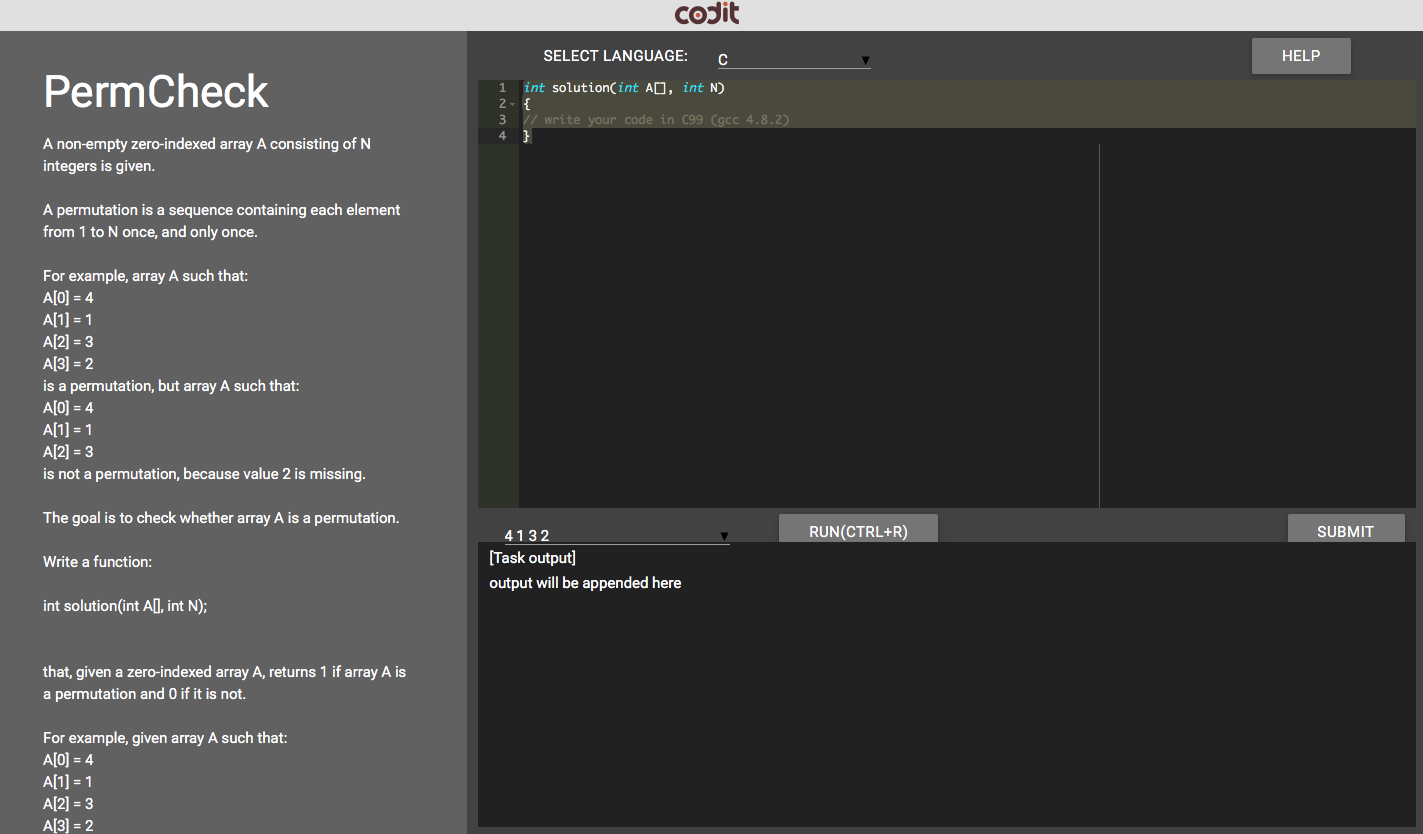 codit
PermCheck
A non-empty zero-indexed array A consisting of N
integers is given.
A permutation is a sequence containing each element
from 1 to N once, and only once.
For example, array A such that:
A[0] = 4
A[1] = 1
A[2] = 3
A[3] = 2
is a permutation, but array A such that:
A[0] = 4
A[1] = 1
A[2] = 3
is not a permutation, because value 2 is missing.
The goal is to check whether array A is a permutation.
Write a function:
int solution(int A[], int N);
that, given a zero-indexed array A, returns 1 if array A is
a permutation and 0 if it is not.
For example, given array A such that:
A[0] = 4
A[1] = 1
A[2] = 3
A[3] = 2
SELECT LANGUAGE: C ▼
HELP
1 int solution(int A[], int N)
2 {
3 // write your code in C99 (gcc 4.8.2)
4 }
4 1 3 2 ▼
RUN(CTRL+R)
SUBMIT
[Task output]
output will be appended here